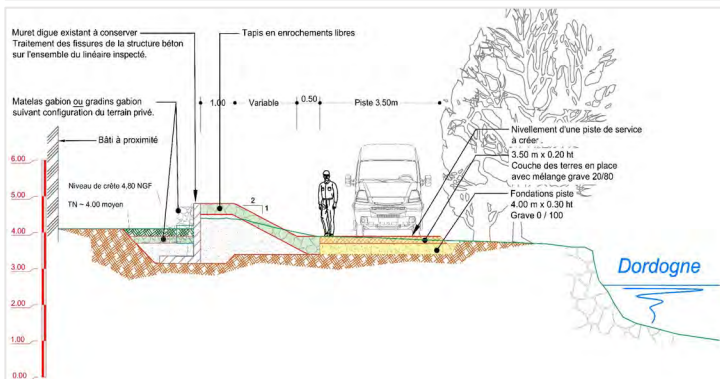 Muret digue existant à conserver
Traitement des fissures de la structure béton
sur l'ensemble du linéaire inspecté.
Tapis en enrochements libres
Matelas gabion ou gradins gabion
suivant configuration du terrain privé.
1.00
Variable
0.50
Piste 3.50m
Bâti à proximité
Nivellement d'une piste de service
à créer :
3.50 m x 0.20 ht
Couche des terres en place
avec mélange grave 20/80
Fondations piste
4.00 m x 0.30 ht
Grave 0 / 100
Niveau de crête 4,80 NGF
TN ~ 4.00 moyen
2
1
Dordogne
6.00
5.00
4.00
3.00
2.00
1.00
0.00